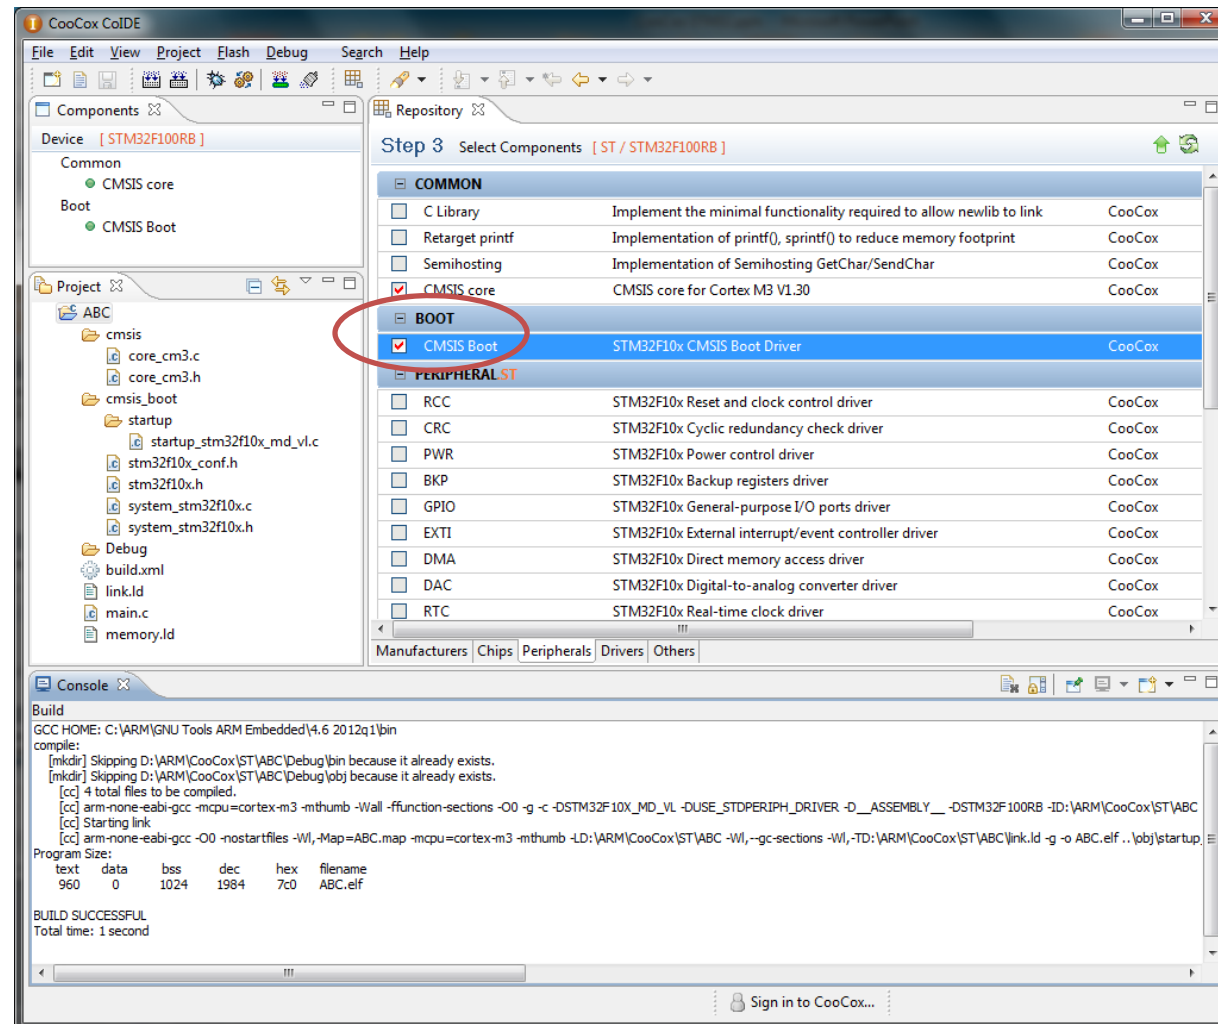 CooCox CoIDE
File Edit View Project Flash Debug Search Help
Components
Device [ STM32F100RB ]
Common
CMSIS core
Boot
CMSIS Boot
Project
ABC
cmsis
core_cm3.c
core_cm3.h
cmsis_boot
startup
startup_stm32f10x_md_vl.c
stm32f10x_conf.h
stm32f10x.h
system_stm32f10x.c
system_stm32f10x.h
Debug
build.xml
link.ld
main.c
memory.ld
Repository
Step 3 Select Components [ ST / STM32F100RB ]
COMMON
C Library Implement the minimal functionality required to allow newlib to link CooCox
Retarget printf Implementation of printf(), sprintf() to reduce memory footprint CooCox
Semihosting Implementation of Semihosting GetChar/SendChar CooCox
CMSIS core CMSIS core for Cortex M3 V1.30 CooCox
BOOT
CMSIS Boot STM32F10x CMSIS Boot Driver CooCox
PERIPHERAL.ST
RCC STM32F10x Reset and clock control driver CooCox
CRC STM32F10x Cyclic redundancy check driver CooCox
PWR STM32F10x Power control driver CooCox
BKP STM32F10x Backup registers driver CooCox
GPIO STM32F10x General-purpose I/O ports driver CooCox
EXTI STM32F10x External interrupt/event controller driver CooCox
DMA STM32F10x Direct memory access driver CooCox
DAC STM32F10x Digital-to-analog converter driver CooCox
RTC STM32F10x Real-time clock driver CooCox
Manufacturers Chips Peripherals Drivers Others
Console
Build
GCC HOME: C:\ARM\GNU Tools ARM Embedded\4.6 2012q1\bin
compile:
[mkdir] Skipping D:\ARM\CooCox\ST\ABC\Debug\bin because it already exists.
[mkdir] Skipping D:\ARM\CooCox\ST\ABC\Debug\obj because it already exists.
[cc] 4 total files to be compiled.
[cc] arm-none-eabi-gcc -mcpu=cortex-m3 -mthumb -Wall -ffunction-sections -O0 -g -c -DSTM32F10X_MD_VL -DUSE_STDPERIPH_DRIVER -D__ASSEMBLY__ -DSTM32F100RB -ID:\ARM\CooCox\ST\ABC
[cc] Starting link
[cc] arm-none-eabi-gcc -O0 -nostartfiles -Wl,-Map=ABC.map -mcpu=cortex-m3 -mthumb -LD:\ARM\CooCox\ST\ABC -Wl,--gc-sections -Wl,-TD:\ARM\CooCox\ST\ABC\link.ld -g -o ABC.elf ..\obj\startup_
Program Size:
text data bss dec hex filename
960 0 1024 1984 7c0 ABC.elf
BUILD SUCCESSFUL
Total time: 1 second
Sign in to CooCox...